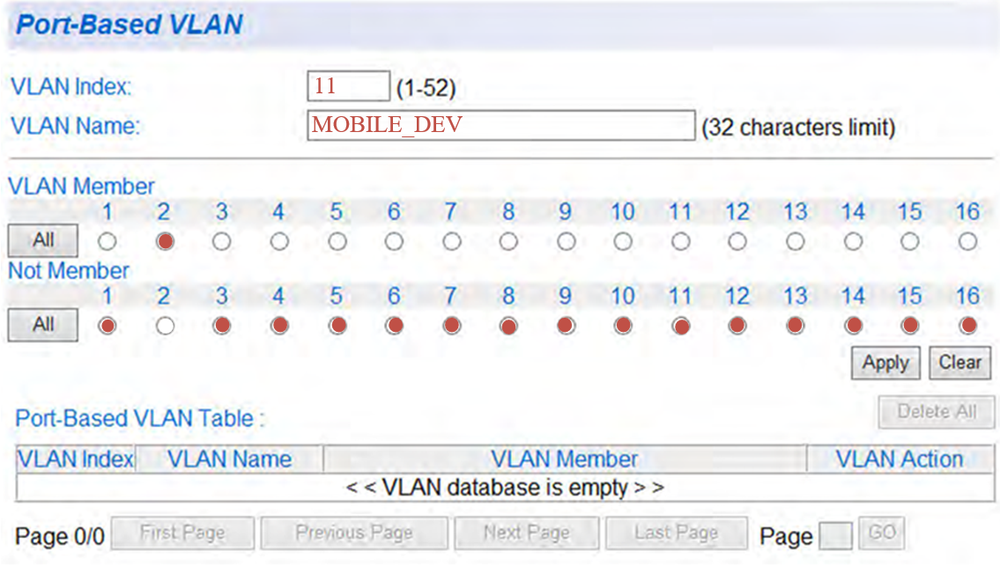 Port-Based VLAN
VLAN Index: 11 (1-52)
VLAN Name: MOBILE_DEV (32 characters limit)
VLAN Member
1 2 3 4 5 6 7 8 9 10 11 12 13 14 15 16
All
Not Member
1 2 3 4 5 6 7 8 9 10 11 12 13 14 15 16
All
Apply Clear
Port-Based VLAN Table : Delete All
VLAN Index VLAN Name VLAN Member VLAN Action
< < VLAN database is empty > >
Page 0/0 First Page Previous Page Next Page Last Page Page GO